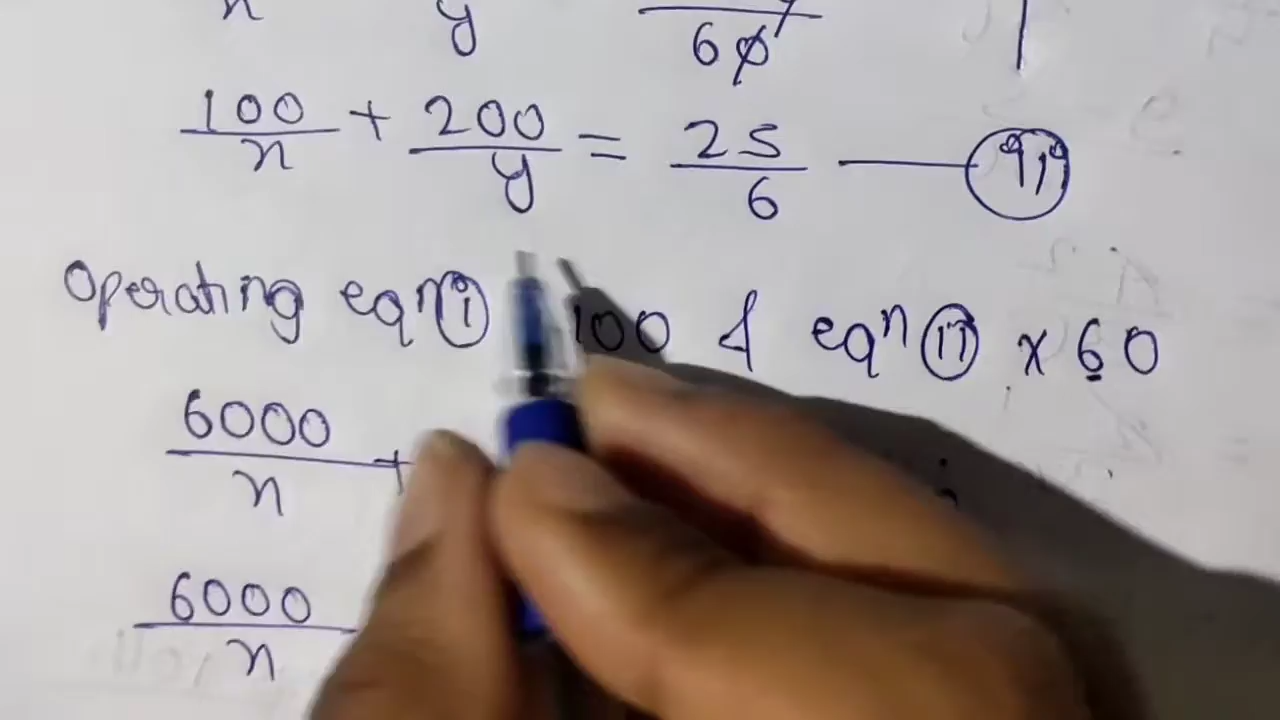 n y 60
100/n + 200/y = 25/6 — (ii)
Operating eqn (i) 100 & eqn (ii) x 60
6000/n +
6000/n